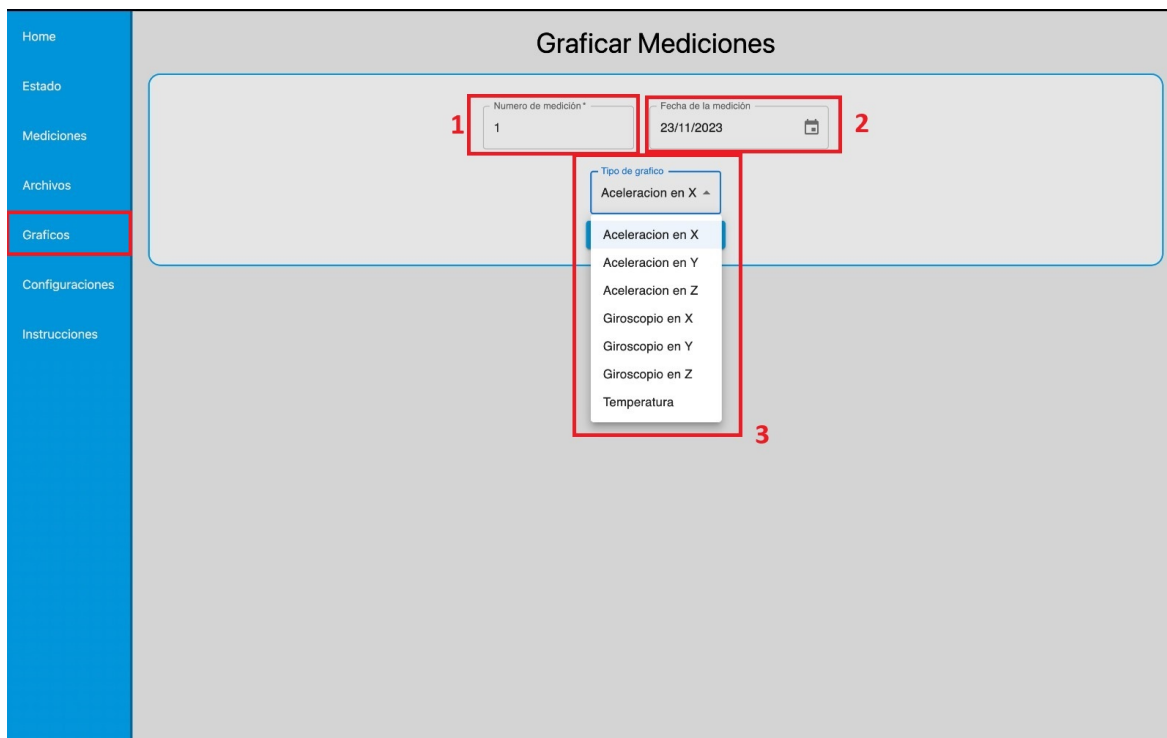 Home
Estado
Mediciones
Archivos
Graficos
Configuraciones
Instrucciones
Graficar Mediciones
1
Numero de medición *
1
Fecha de la medición
23/11/2023
2
Tipo de grafico
Aceleracion en X
Aceleracion en X
Aceleracion en Y
Aceleracion en Z
Giroscopio en X
Giroscopio en Y
Giroscopio en Z
Temperatura
3